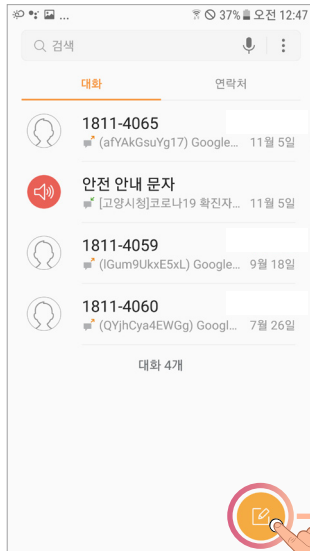 ... 37% 오전 12:47
검색
대화 연락처
1811-4065
(afYAkGsuYg17) Google... 11월 5일
안전 안내 문자
[고양시청]코로나19 확진자... 11월 5일
1811-4059
(lGum9UkxE5xL) Google... 9월 18일
1811-4060
(QYjhCya4EWGg) Googl... 7월 26일
대화 4개